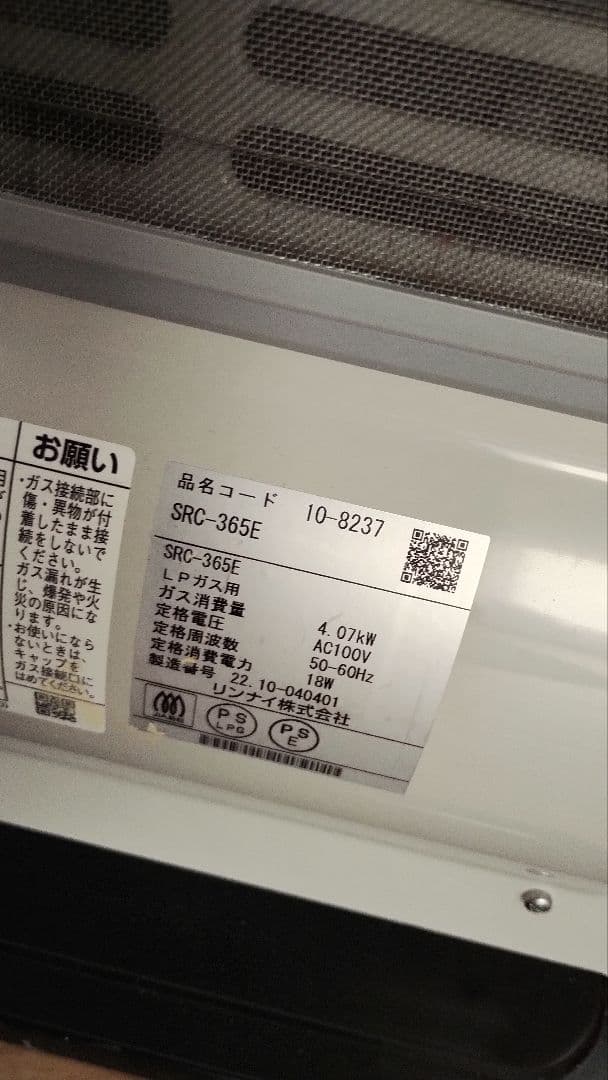 お願い
・ガス接続部に
傷・異物が付
着したまま接
続をしないで
ください。
ガス漏れが生
じ、爆発や火
災の原因にな
ります。
・お使いになら
ないときは、
キャップを
ガス接続口に
はめてください。
品名コード 10-8237
SRC-365E
SRC-365E
LPガス用
ガス消費量 4.07kW
定格電圧 AC100V
定格周波数 50-60Hz
定格消費電力 18W
製造番号 22.10-040401
リンナイ株式会社
PS LPG
PS E